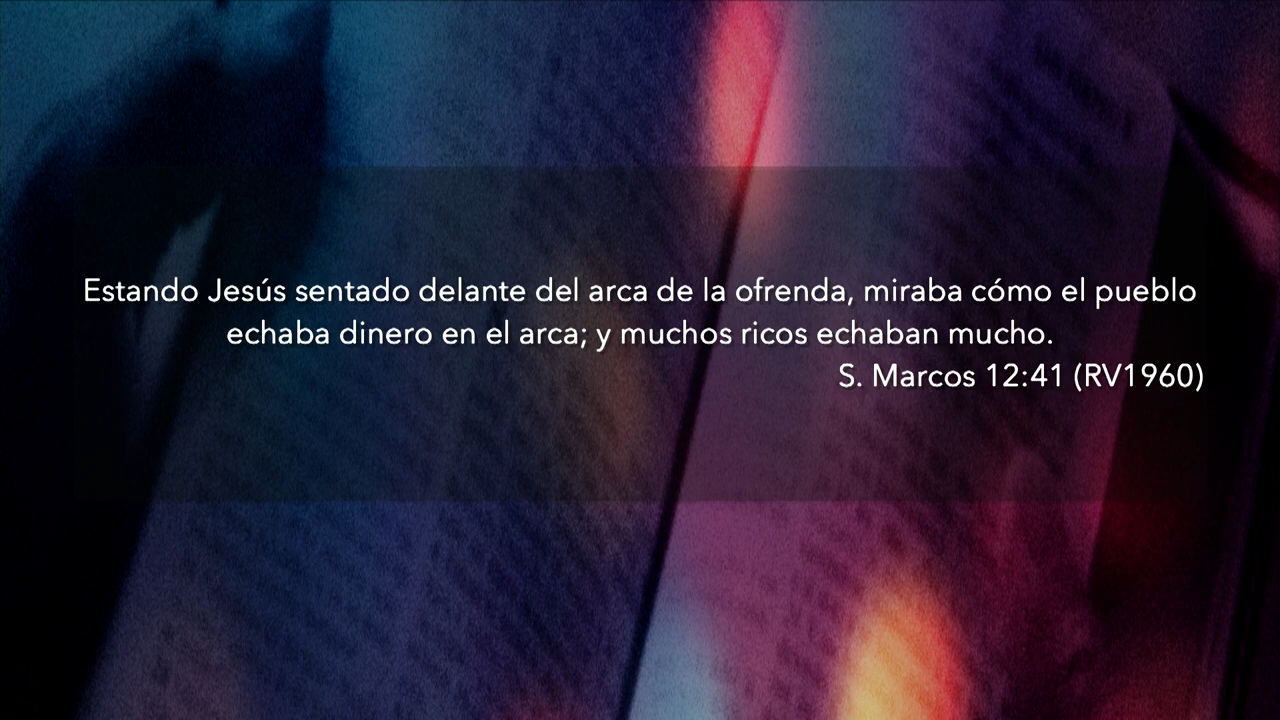 Estando Jesús sentado delante del arca de la ofrenda, miraba cómo el pueblo
echaba dinero en el arca; y muchos ricos echaban mucho.
S. Marcos 12:41 (RV1960)